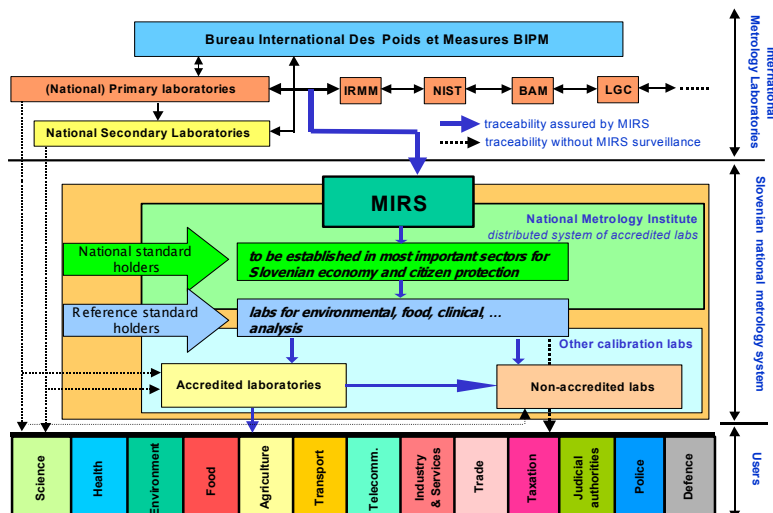 Bureau International Des Poids et Measures BIPM
(National) Primary laboratories
IRMM
NIST
BAM
LGC
National Secondary Laboratories
traceability assured by MIRS
traceability without MIRS surveillance
International
Metrology Laboratories
MIRS
National Metrology Institute
distributed system of accredited labs
National standard
holders
to be established in most important sectors for
Slovenian economy and citizen protection
Reference standard
holders
labs for environmental, food, clinical, ...
analysis
Other calibration labs
Accredited laboratories
Non-accredited labs
Slovenian national metrology system
Science
Health
Environment
Food
Agriculture
Transport
Telecomm.
Industry
& Services
Trade
Taxation
Judicial
authorities
Police
Defence
Users